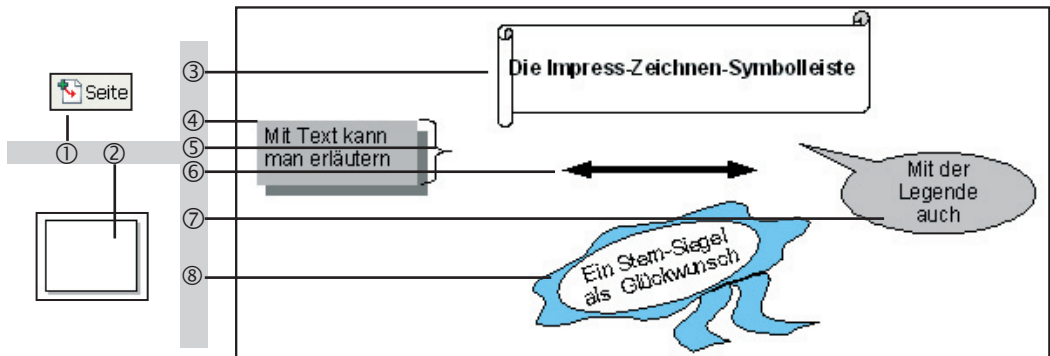 Die Impress-Zeichnen-Symbolleiste
③
Seite
④
Mit Text kann
man erläutern
① ②
⑤
⑥
Mit der
Legende
auch
⑦
Ein Stern-Siegel
als Glückwunsch
⑧